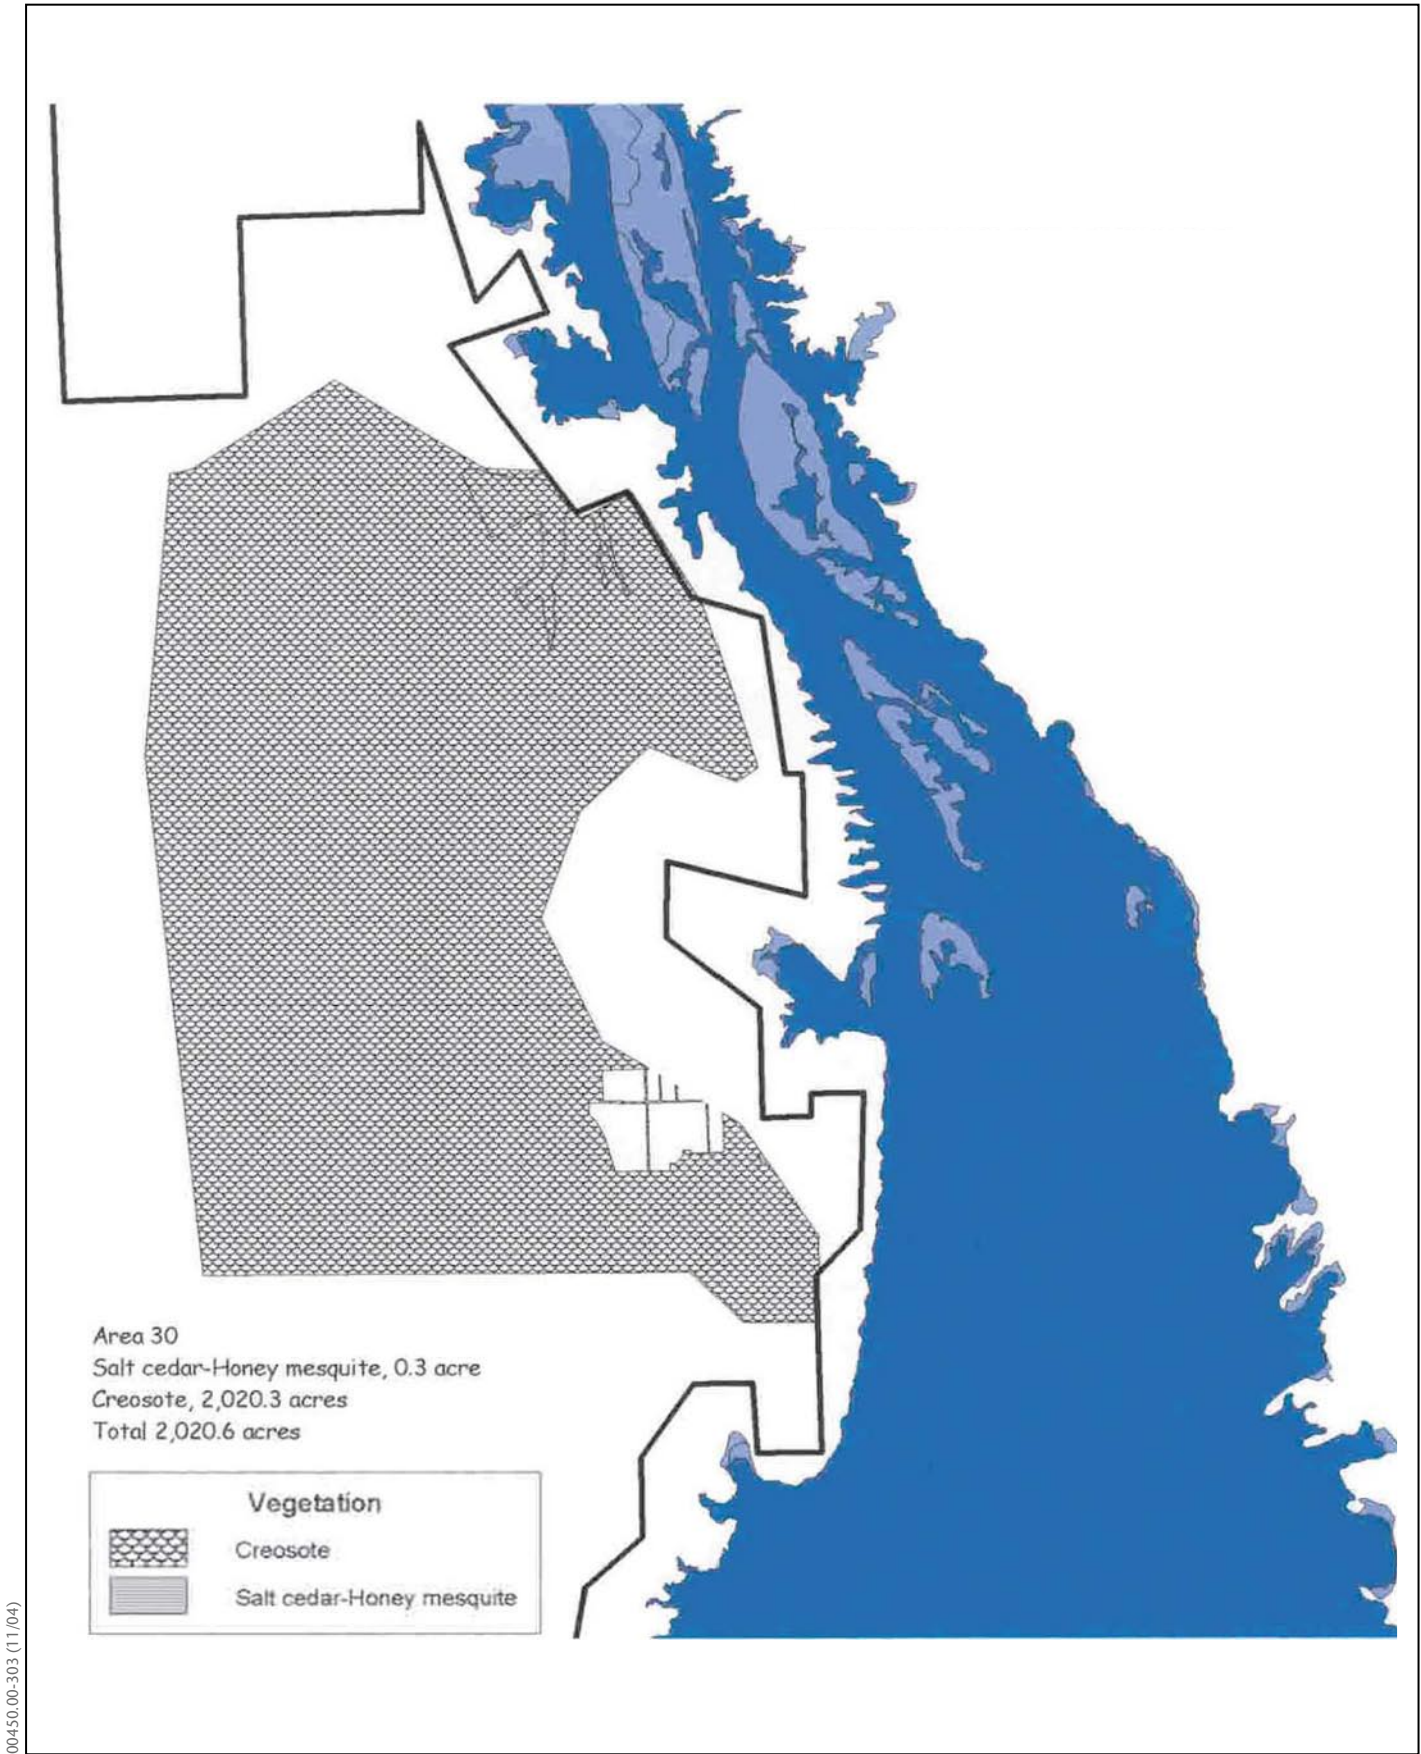 Area 30
Salt cedar-Honey mesquite, 0.3 acre
Creosote, 2,020.3 acres
Total 2,020.6 acres
Vegetation
Creosote
Salt cedar-Honey mesquite
00450.00-303 (11/04)